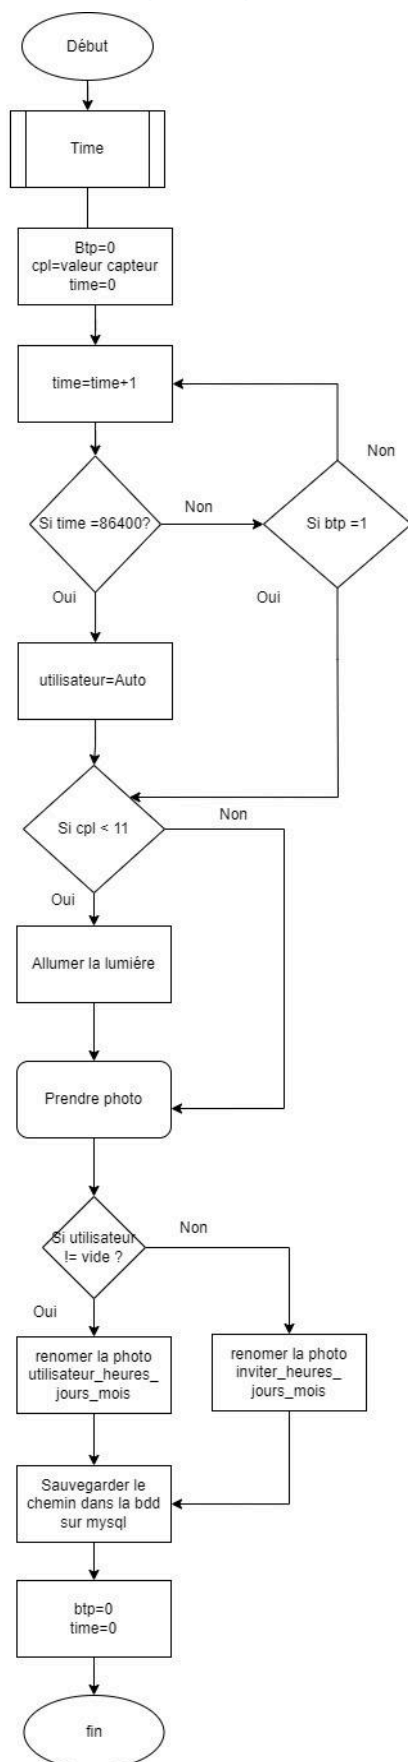 Début
Time
Btp=0
cpl=valeur capteur
time=0
time=time+1
Non
Si time =86400?
Non
Si btp =1
Oui
Oui
utilisateur=Auto
Non
Si cpl < 11
Oui
Allumer la lumiére
Prendre photo
Non
Si utilisateur
!= vide ?
Oui
renomer la photo
utilisateur_heures_
jours_mois
renomer la photo
inviter_heures_
jours_mois
Sauvegarder le
chemin dans la bdd
sur mysql
btp=0
time=0
fin